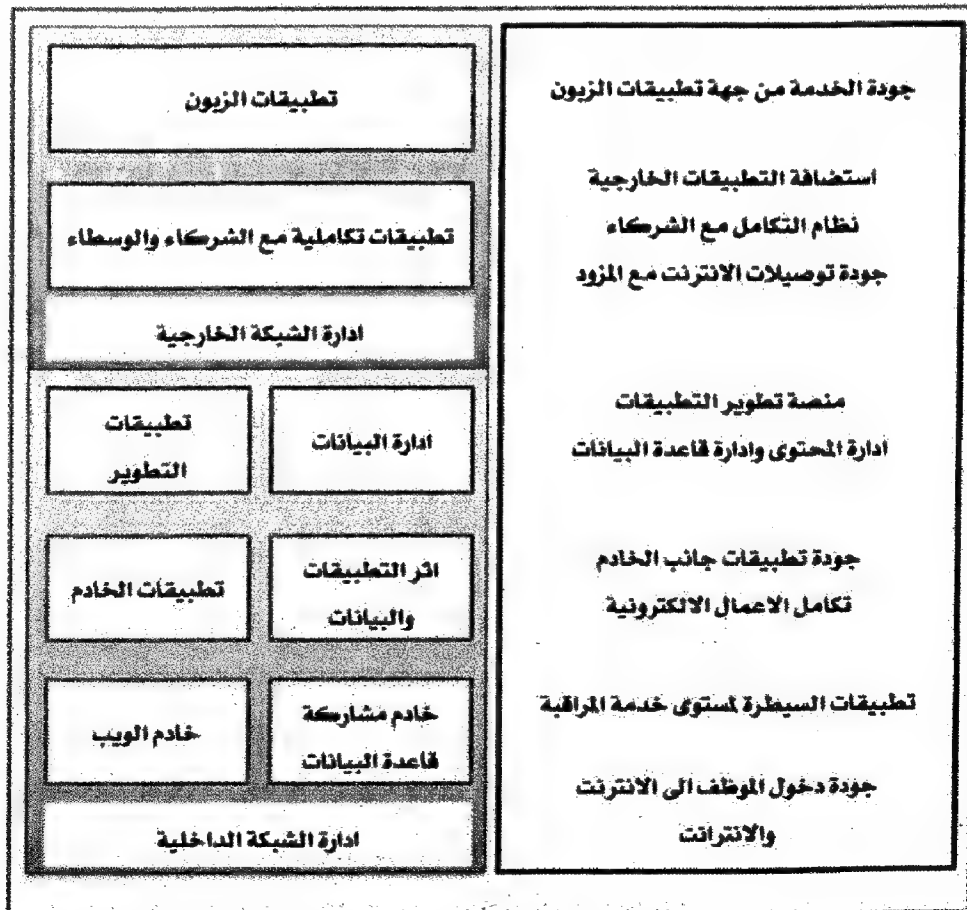 جودة الخدمة من جهة تطبيقات الزبون
استضافة التطبيقات الخارجية
نظام التكامل مع الشركاء
جودة توصيلات الانترنت مع المزود
منصة تطوير التطبيقات
ادارة المحتوى وادارة قاعدة البيانات
جودة تطبيقات جانب الخادم
تكامل الاعمال الالكترونية
تطبيقات السيطرة لمستوى خدمة المراقبة
جودة دخول الموظف الى الانترنت
والانترانت
تطبيقات الزبون
تطبيقات تكاملية مع الشركاء والوسطاء
ادارة الشبكة الخارجية
ادارة البيانات
تطبيقات
التطوير
اثر التطبيقات
والبيانات
تطبيقات الخادم
خادم مشاركة
قاعدة البيانات
خادم الويب
ادارة الشبكة الداخلية